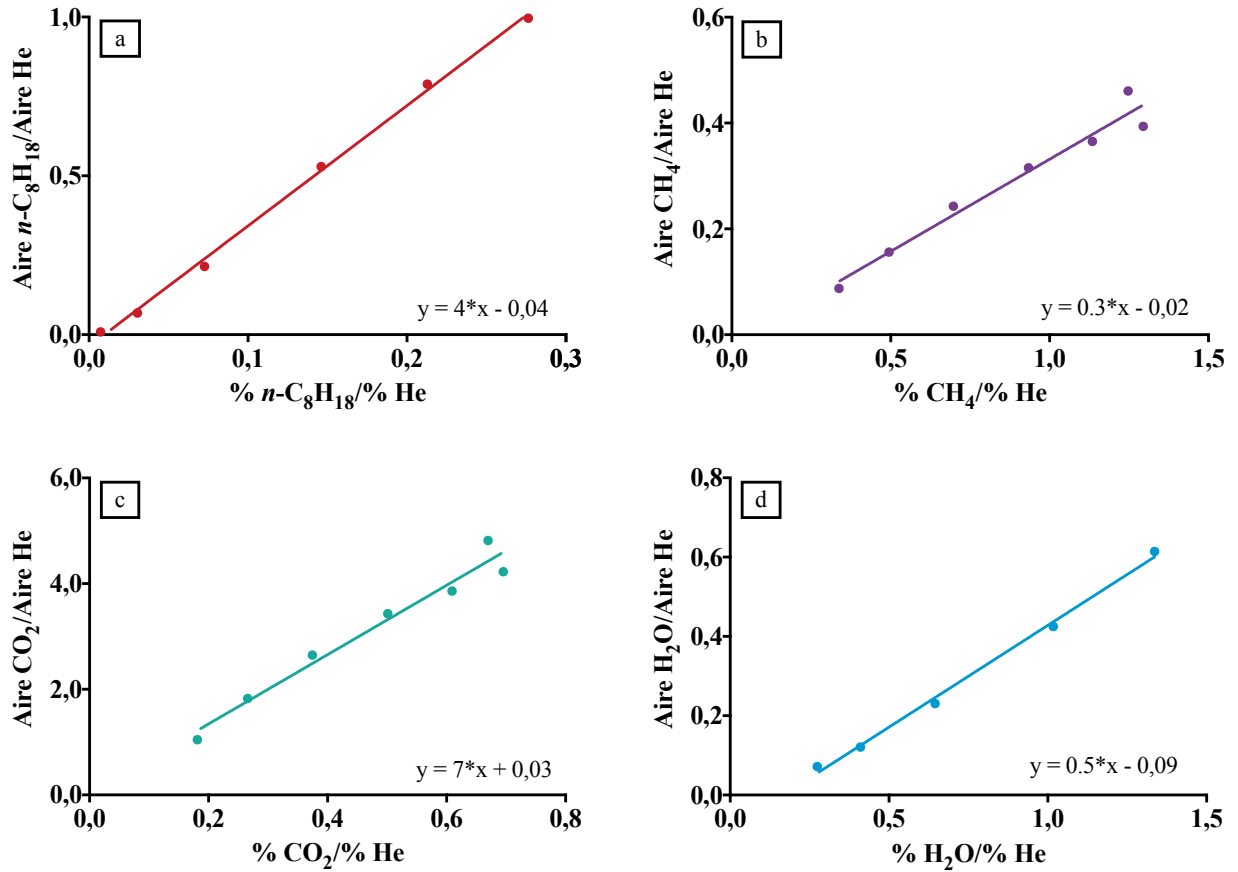 a
Aire n-C8H18/Aire He
1,0
0,5
0,0
y = 4*x - 0,04
0,0 0,1 0,2 0,3
% n-C8H18/% He
b
Aire CH4/Aire He
0,6
0,4
0,2
0,0
y = 0.3*x - 0,02
0,0 0,5 1,0 1,5
% CH4/% He
c
Aire CO2/Aire He
6,0
4,0
2,0
0,0
y = 7*x + 0,03
0,0 0,2 0,4 0,6 0,8
% CO2/% He
d
Aire H2O/Aire He
0,8
0,6
0,4
0,2
0,0
y = 0.5*x - 0,09
0,0 0,5 1,0 1,5
% H2O/% He